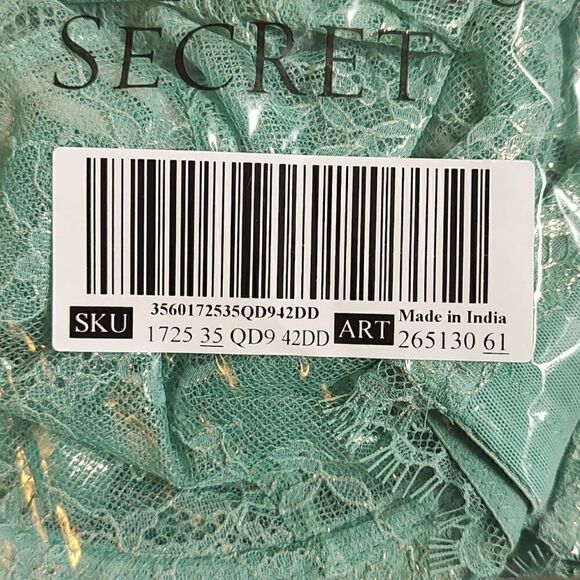 SECRET
3560172535QD942DD
Made in India
SKU 1725 35 QD9 42DD ART 265130 61